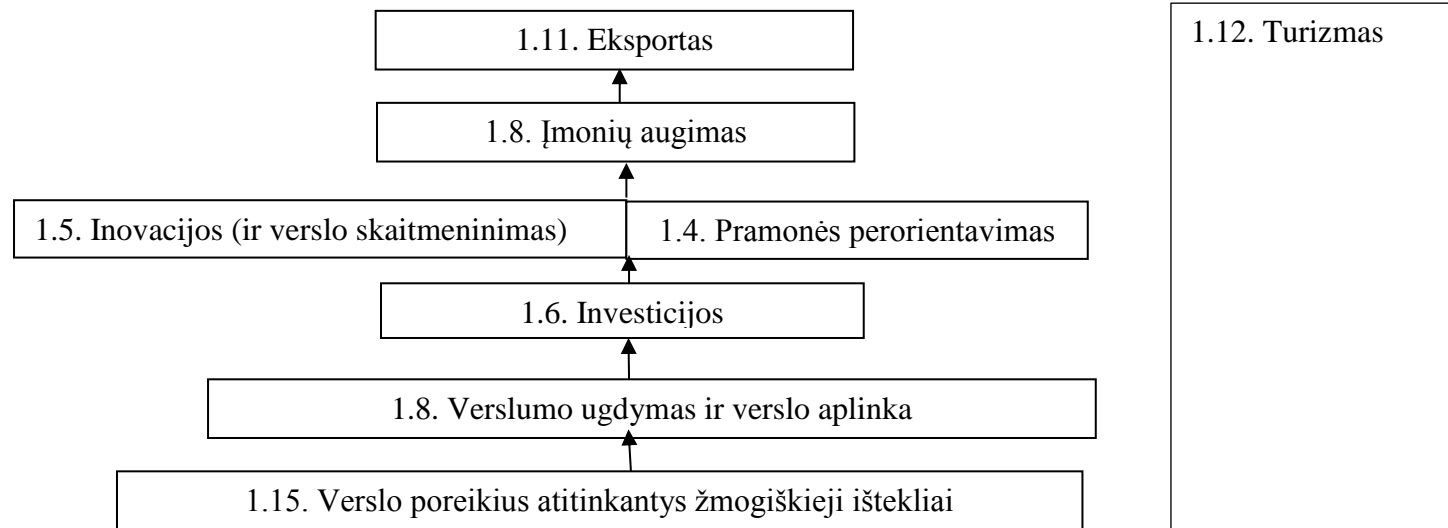 1.11. Eksportas
1.12. Turizmas
1.8. Įmonių augimas
1.5. Inovacijos (ir verslo skaitmeninimas)
1.4. Pramonės perorientavimas
1.6. Investicijos
1.8. Verslumo ugdymas ir verslo aplinka
1.15. Verslo poreikius atitinkantys žmogiškieji ištekliai